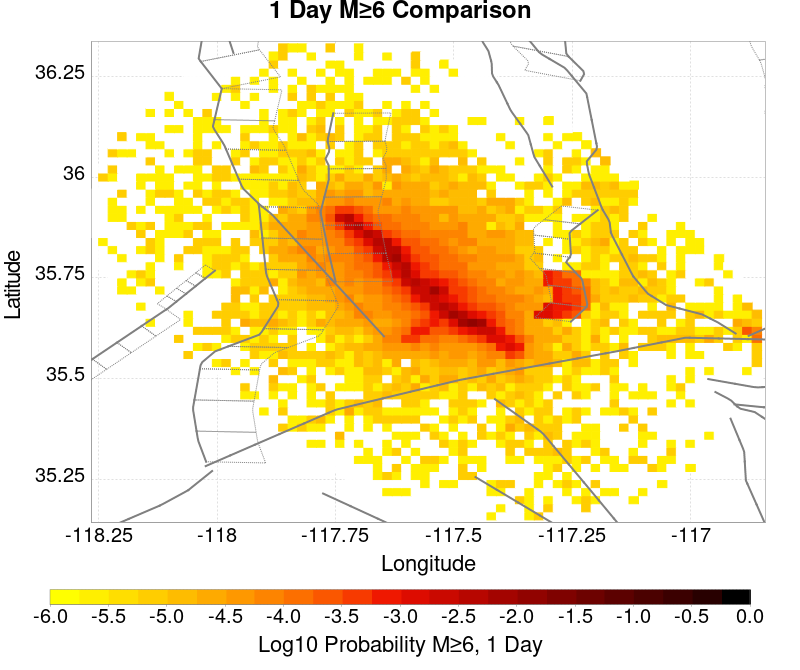 1 Day M≥6 Comparison
36.25
36
35.75
35.5
35.25
Latitude
-118.25 -118 -117.75 -117.5 -117.25 -117
Longitude
-6.0 -5.5 -5.0 -4.5 -4.0 -3.5 -3.0 -2.5 -2.0 -1.5 -1.0 -0.5 0.0
Log10 Probability M≥6, 1 Day